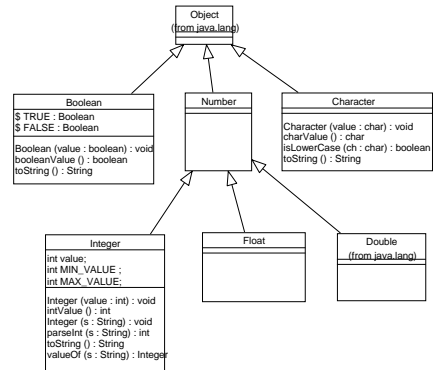 Object
(from java.lang)
Boolean
$ TRUE : Boolean
$ FALSE : Boolean
Boolean (value : boolean) : void
booleanValue () : boolean
toString () : String
Number
Character
Character (value : char) : void
charValue () : char
isLowerCase (ch : char) : boolean
toString () : String
Integer
int value;
int MIN_VALUE ;
int MAX_VALUE;
Integer (value : int) : void
intValue () : int
Integer (s : String) : void
parseInt (s : String) : int
toString () : String
valueOf (s : String) : Integer
Float
Double
(from java.lang)